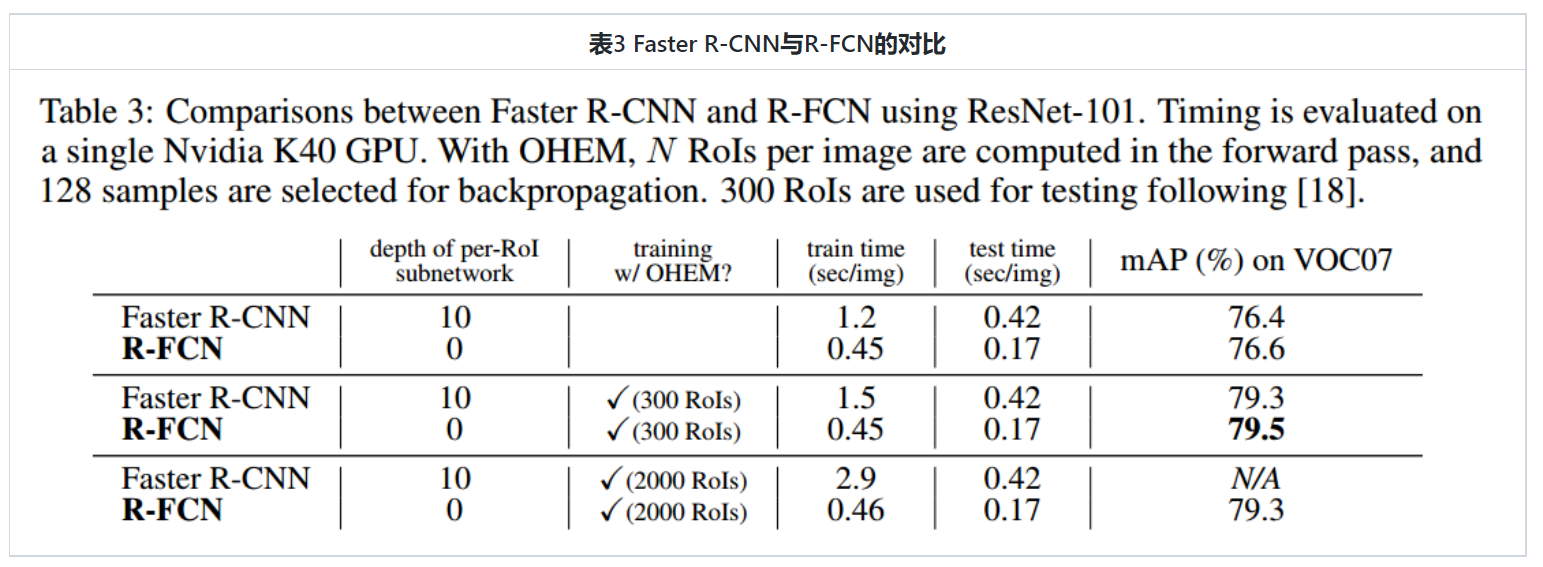 表3 Faster R-CNN与R-FCN的对比
Table 3: Comparisons between Faster R-CNN and R-FCN using ResNet-101. Timing is evaluated on
a single Nvidia K40 GPU. With OHEM, N RoIs per image are computed in the forward pass, and
128 samples are selected for backpropagation. 300 RoIs are used for testing following [18].
depth of per-RoI subnetwork training w/ OHEM? train time (sec/img) test time (sec/img) mAP (%) on VOC07
Faster R-CNN 10 1.2 0.42 76.4
R-FCN 0 0.45 0.17 76.6
Faster R-CNN 10 ✓(300 RoIs) 1.5 0.42 79.3
R-FCN 0 ✓(300 RoIs) 0.45 0.17 79.5
Faster R-CNN 10 ✓(2000 RoIs) 2.9 0.42 N/A
R-FCN 0 ✓(2000 RoIs) 0.46 0.17 79.3